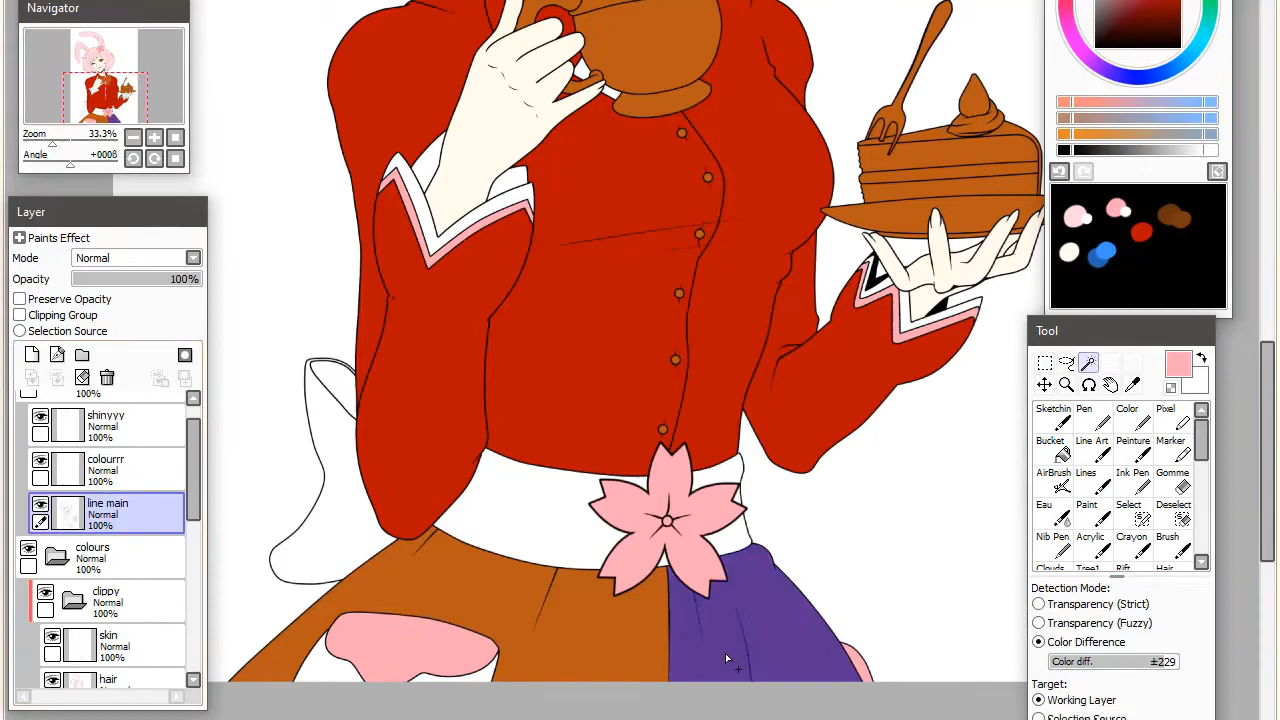 Navigator
Zoom 33.3%
Angle +000ß
Layer
Paints Effect
Mode Normal
Opacity 100%
Preserve Opacity
Clipping Group
Selection Source
100%
shinyyy
Normal
100%
colourrr
Normal
100%
line main
Normal
100%
colours
Normal
100%
clippy
Normal
100%
skin
Normal
100%
hair
Normal
Tool
Sketchin Pen Color Pixel
Bucket Line Art Peinture Marker
AirBrush Lines Ink Pen Gomme
Eau Paint Select Deselect
Nib Pen Acrylic Crayon Brush
Clouds Tree1 Rift Hair
Detection Mode:
Transparency (Strict)
Transparency (Fuzzy)
Color Difference
Color diff. ±229
Target:
Working Layer
Selection Source